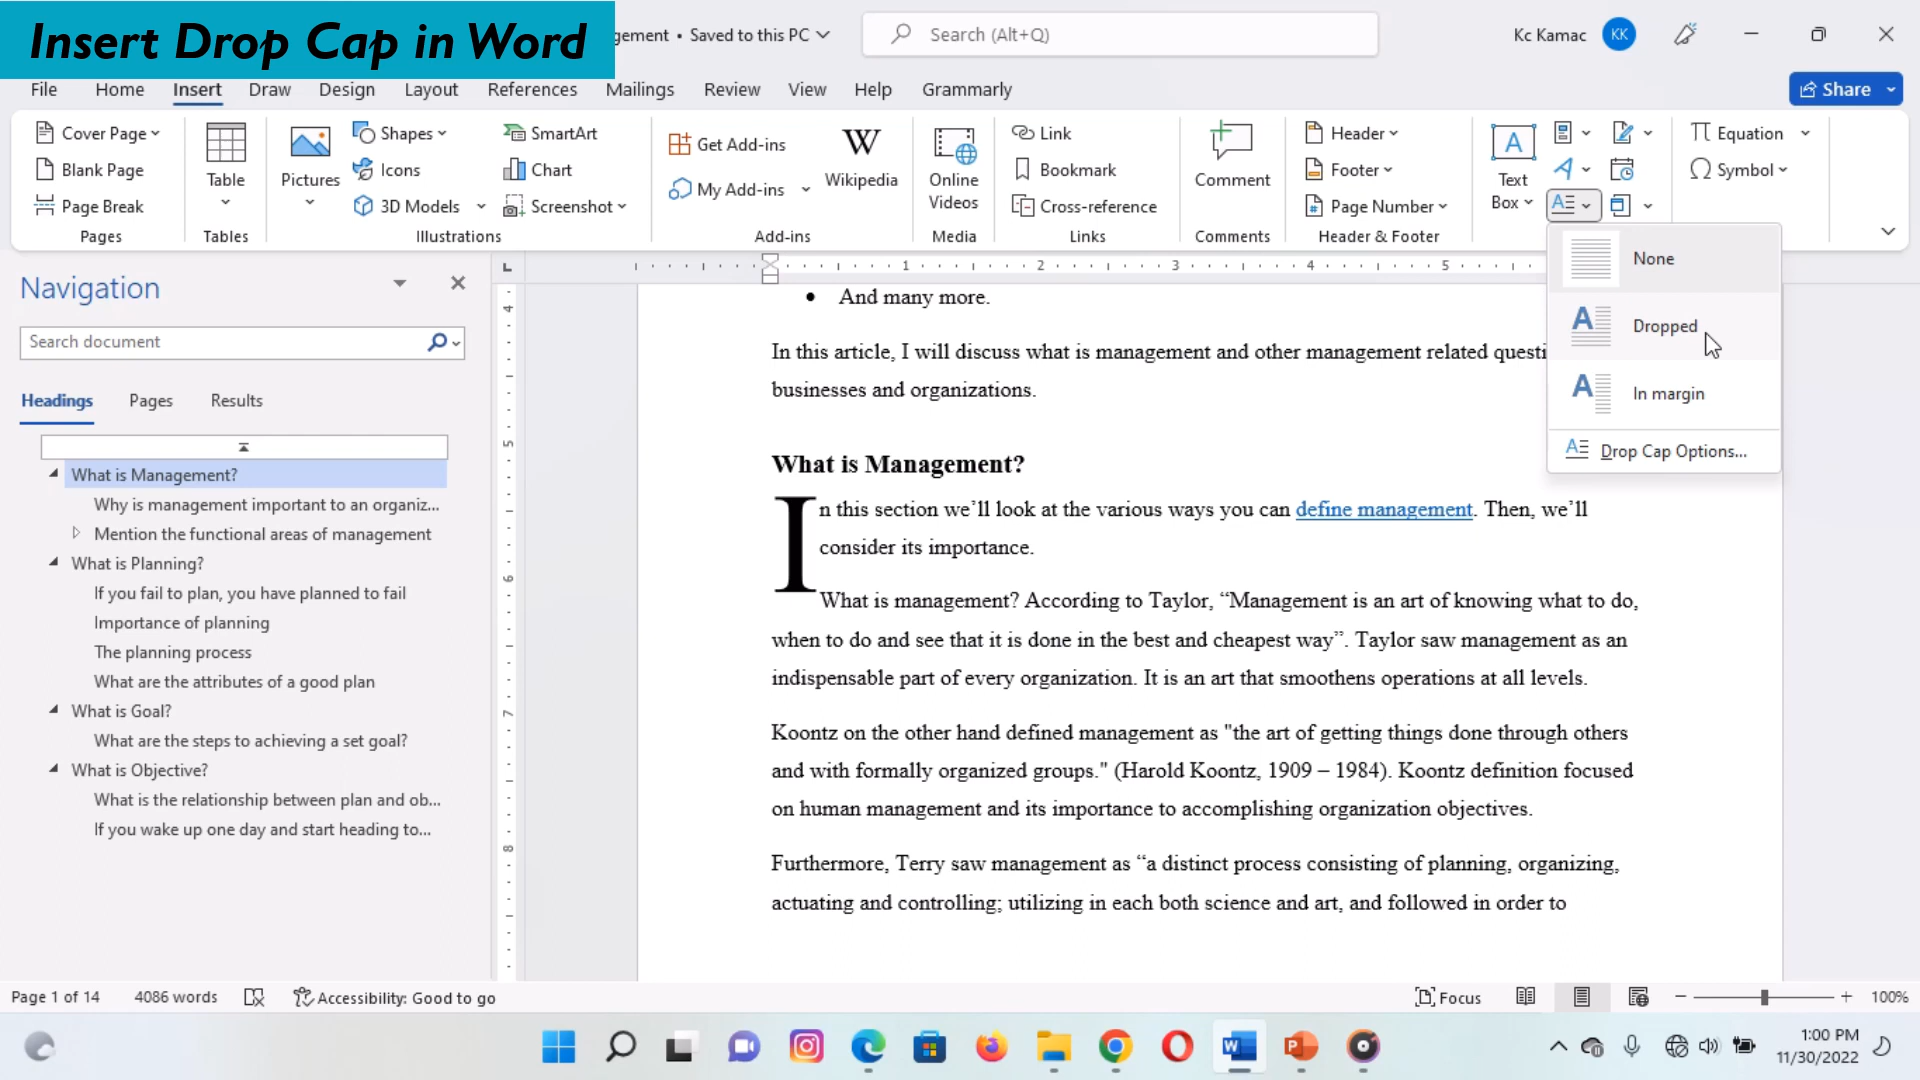 Insert Drop Cap in Word
gement • Saved to this PC
Search (Alt+Q)
Kc Kamac
KK
File Home Insert Draw Design Layout References Mailings Review View Help Grammarly
Share
Cover Page
Blank Page
Page Break
Pages
Table
Tables
Pictures
Shapes
Icons
3D Models
SmartArt
Chart
Screenshot
Illustrations
Get Add-ins
My Add-ins
W
Wikipedia
Add-ins
Online
Videos
Media
Link
Bookmark
Cross-reference
Links
Comment
Comments
Header
Footer
Page Number
Header & Footer
Text
Box
Equation
Symbol
None
Dropped
In margin
Drop Cap Options...
Navigation
Search document
Headings Pages Results
What is Management?
Why is management important to an organiz...
Mention the functional areas of management
What is Planning?
If you fail to plan, you have planned to fail
Importance of planning
The planning process
What are the attributes of a good plan
What is Goal?
What are the steps to achieving a set goal?
What is Objective?
What is the relationship between plan and ob...
If you wake up one day and start heading to...
1 2 3 4 5
4
5
6
7
8
• And many more.
In this article, I will discuss what is management and other management related questi
businesses and organizations.
What is Management?
In this section we’ll look at the various ways you can define management. Then, we’ll
consider its importance.
What is management? According to Taylor, “Management is an art of knowing what to do,
when to do and see that it is done in the best and cheapest way”. Taylor saw management as an
indispensable part of every organization. It is an art that smoothens operations at all levels.
Koontz on the other hand defined management as "the art of getting things done through others
and with formally organized groups." (Harold Koontz, 1909 – 1984). Koontz definition focused
on human management and its importance to accomplishing organization objectives.
Furthermore, Terry saw management as “a distinct process consisting of planning, organizing,
actuating and controlling; utilizing in each both science and art, and followed in order to
Page 1 of 14 4086 words Accessibility: Good to go
Focus
100%
1:00 PM
11/30/2022